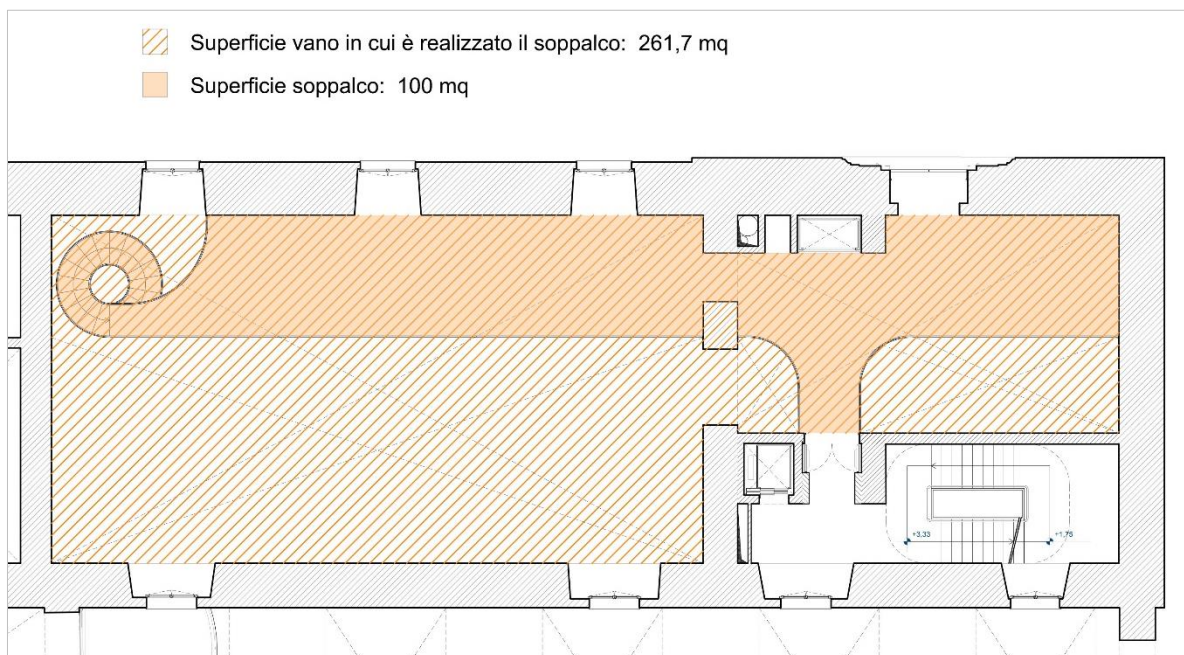 Superficie vano in cui è realizzato il soppalco: 261,7 mq
Superficie soppalco: 100 mq
+3,33
+1,76